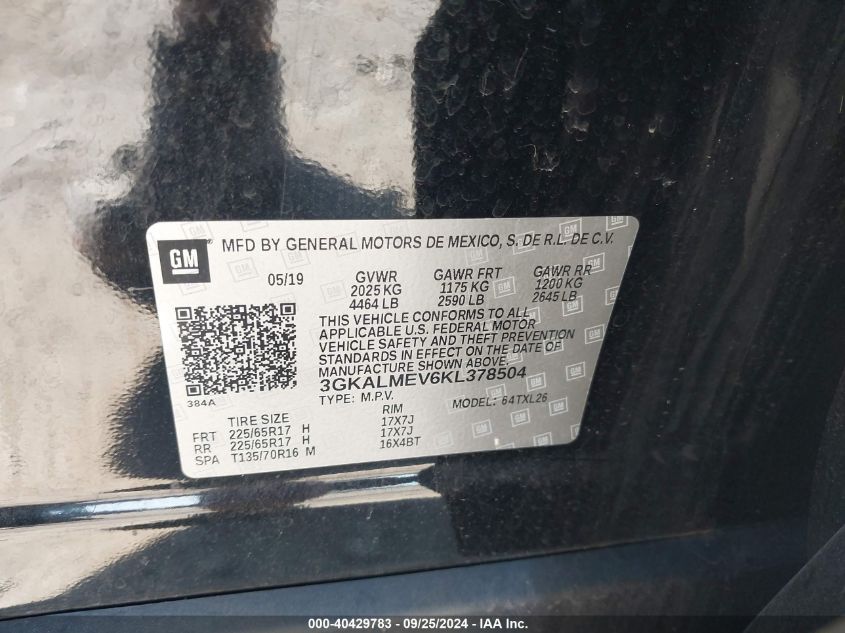 GM MFD BY GENERAL MOTORS DE MEXICO, S. DE R.L. DE C.V.
05/19 GVWR GAWR FRT GAWR RR
2025 KG 1175 KG 1200 KG
4464 LB 2590 LB 2645 LB
THIS VEHICLE CONFORMS TO ALL
APPLICABLE U.S. FEDERAL MOTOR
VEHICLE SAFETY AND THEFT PREVENTION
STANDARDS IN EFFECT ON THE DATE OF
MANUFACTURE SHOWN ABOVE.
3GKALMEV6KL378504
384A TYPE: M.P.V. MODEL: 64TXL26
TIRE SIZE RIM
FRT 225/65R17 H 17X7J
RR 225/65R17 H 17X7J
SPA T135/70R16 M 16X4BT
000-40429783 / 09/25/2024 - IAA Inc.